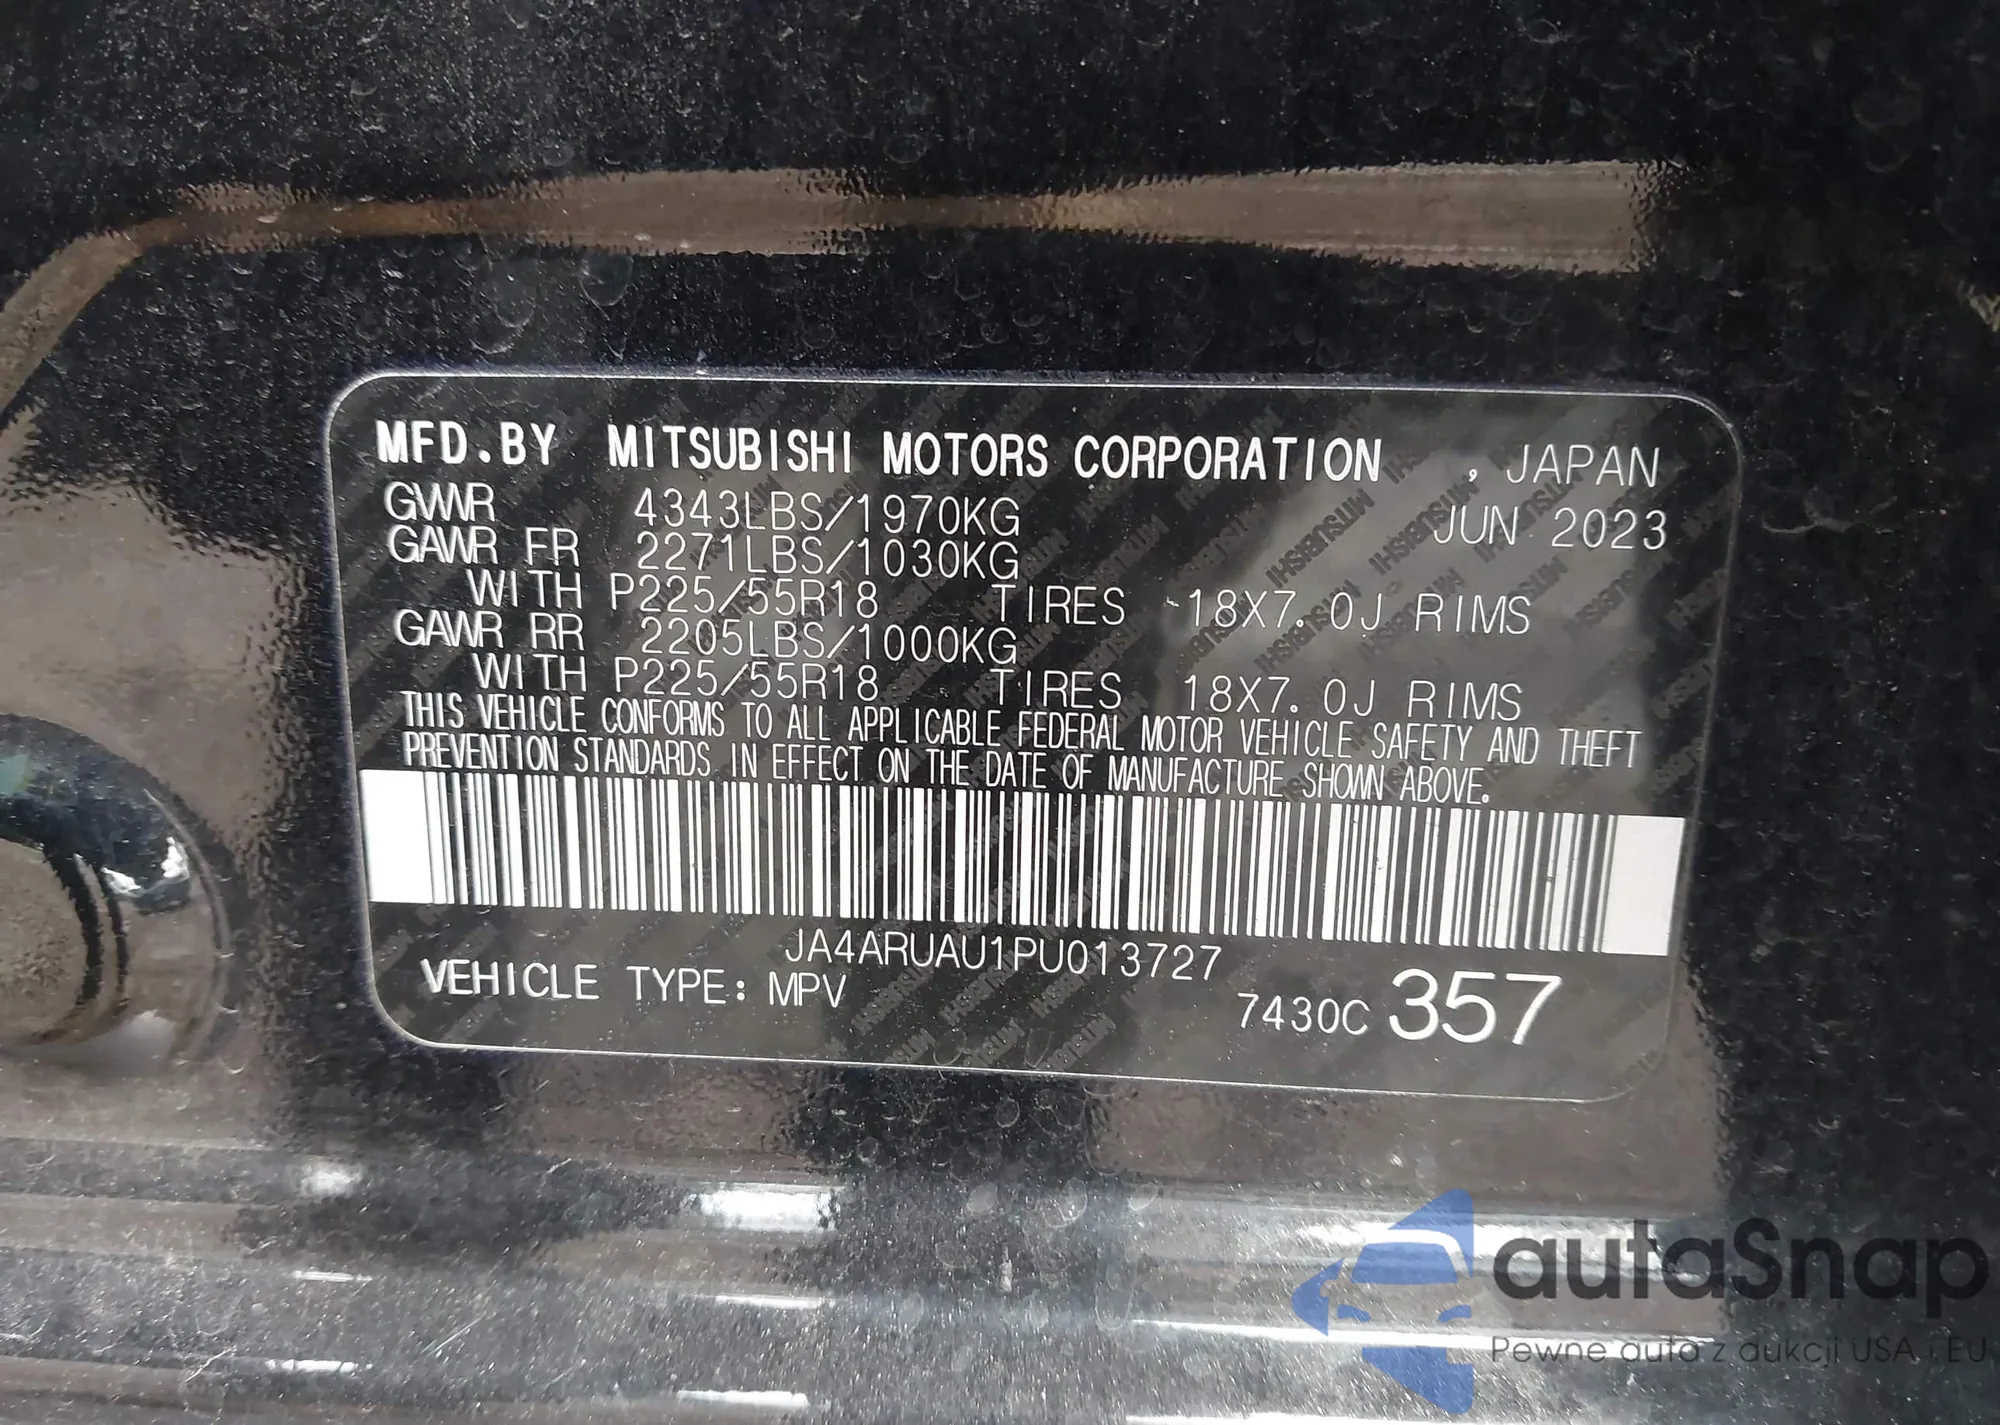 MFD.BY MITSUBISHI MOTORS CORPORATION , JAPAN
GVWR 4343LBS/1970KG JUN 2023
GAWR FR 2271LBS/1030KG
WITH P225/55R18 TIRES 18X7.0J RIMS
GAWR RR 2205LBS/1000KG
WITH P225/55R18 TIRES 18X7.0J RIMS
THIS VEHICLE CONFORMS TO ALL APPLICABLE FEDERAL MOTOR VEHICLE SAFETY AND THEFT
PREVENTION STANDARDS IN EFFECT ON THE DATE OF MANUFACTURE SHOWN ABOVE.
JA4ARUAU1PU013727
VEHICLE TYPE: MPV
7430C 357
autaSnap
Pewne auta z aukcji USA i EU